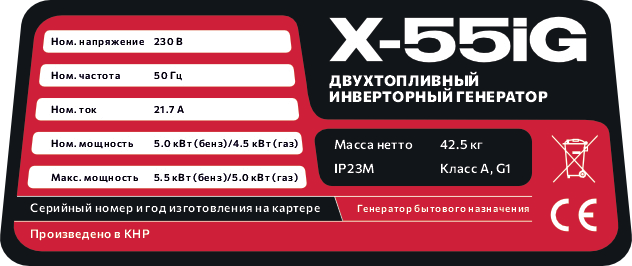 Ном. напряжение 230 В
Ном. частота 50 Гц
Ном. ток 21.7 А
Ном. мощность 5.0 кВт (бенз)/4.5 кВт (газ)
Макс. мощность 5.5 кВт (бенз)/5.0 кВт (газ)
X-55iG
ДВУХТОПЛИВНЫЙ
ИНВЕРТОРНЫЙ ГЕНЕРАТОР
Масса нетто 42.5 кг
IP23M Класс А, G1
Серийный номер и год изготовления на картере
Генератор бытового назначения
Произведено в КНР
CE